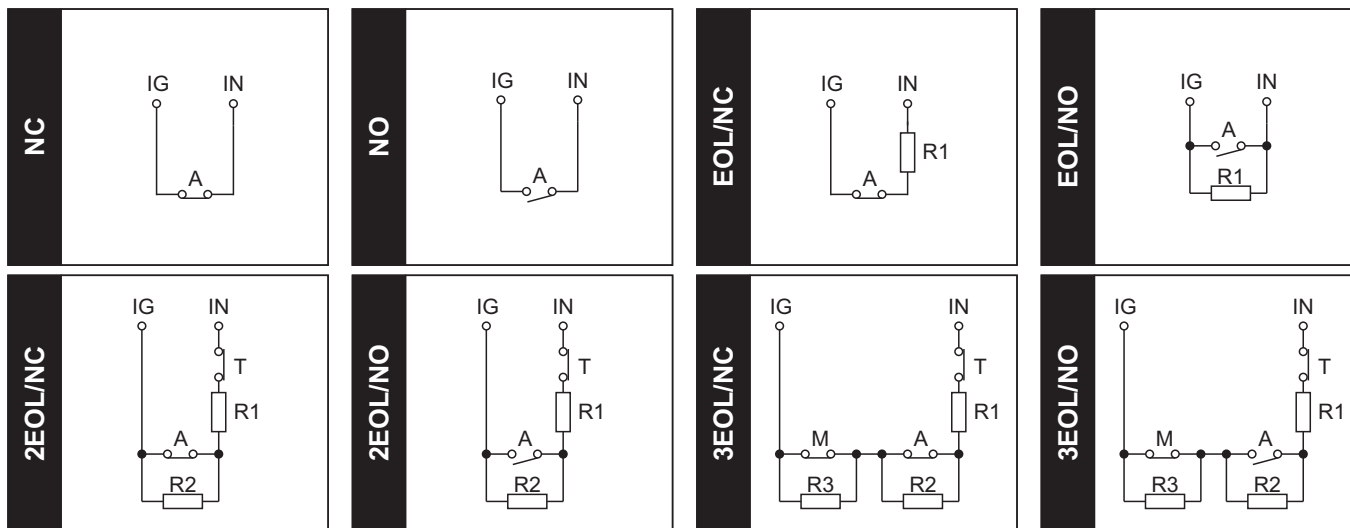 NC
IG IN
A
NO
IG IN
A
EOL/NC
IG IN
R1
A
EOL/NO
IG IN
A
R1
2EOL/NC
IG IN
T
R1
A
R2
2EOL/NO
IG IN
T
R1
A
R2
3EOL/NC
IG IN
T
R1
M A
R3 R2
3EOL/NO
IG IN
T
R1
M A
R3 R2